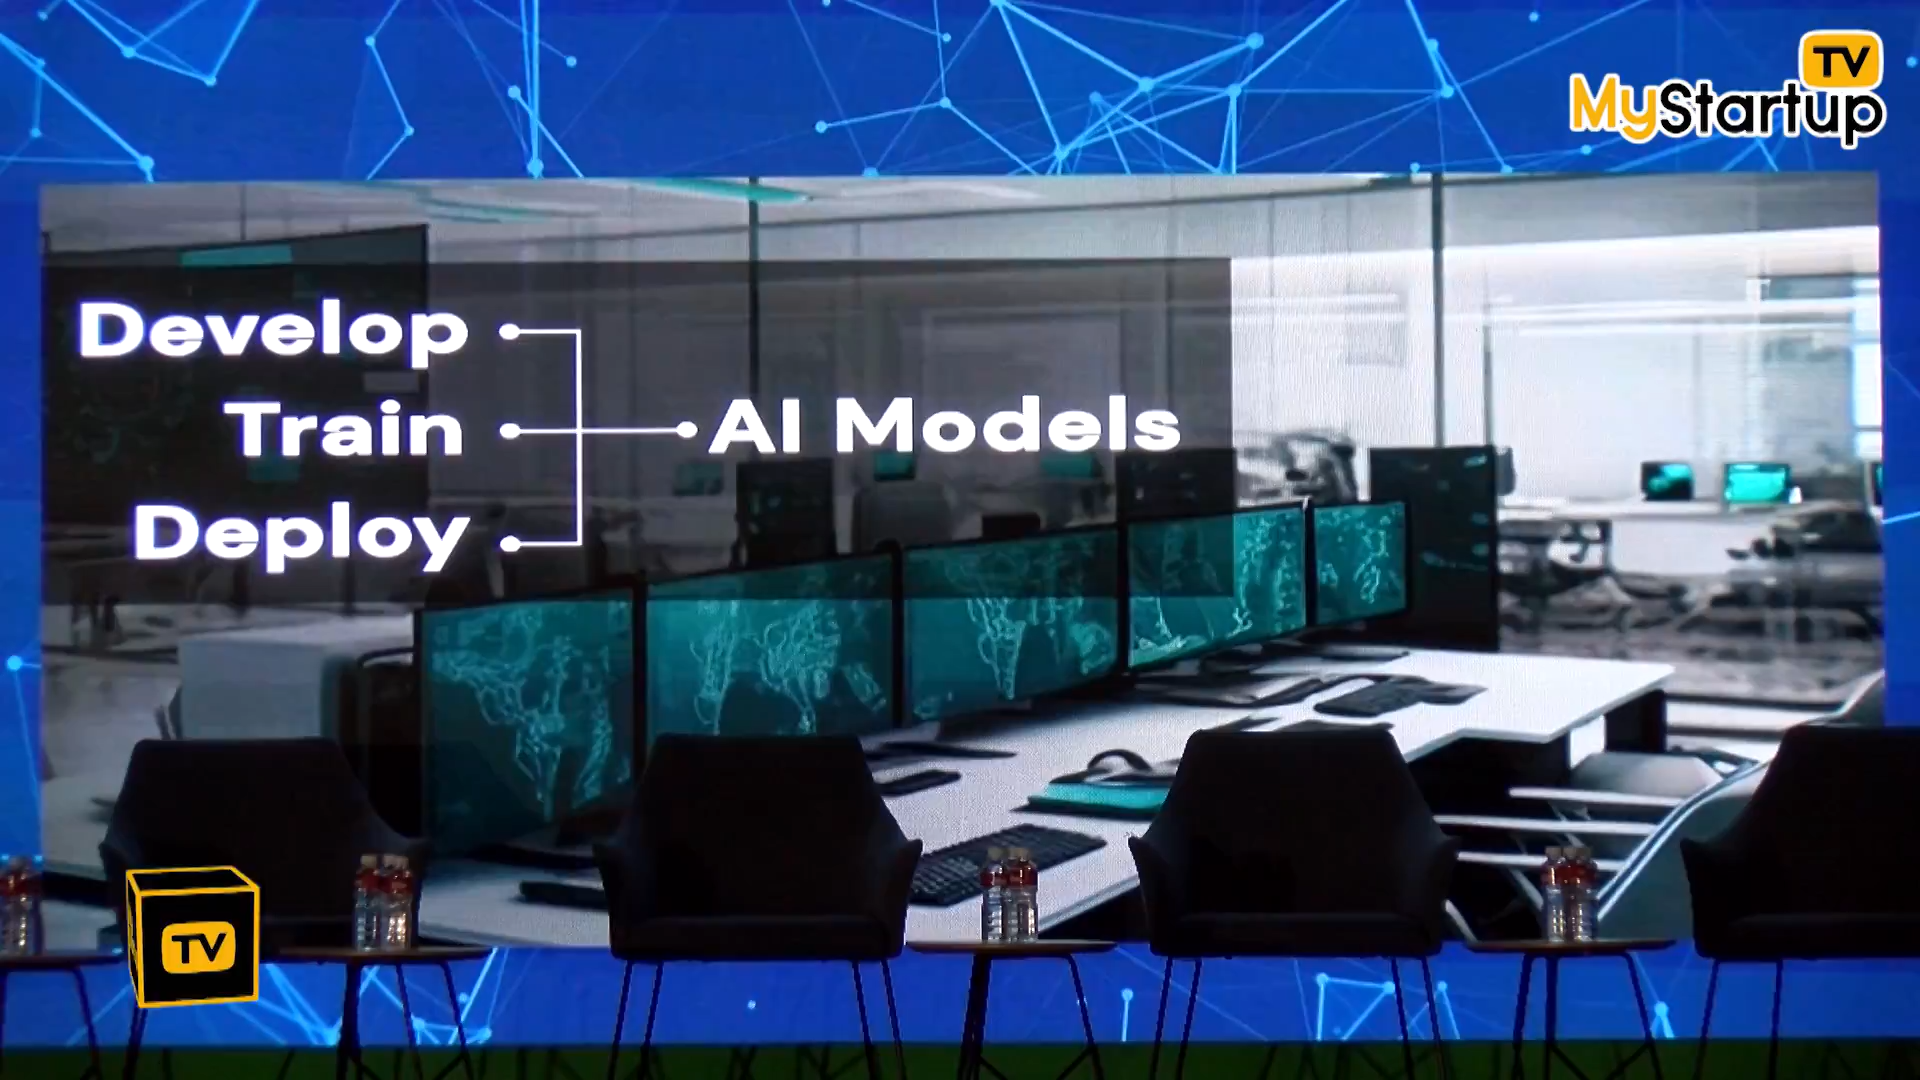 TV
MyStartup
Develop
Train
AI Models
Deploy
TV